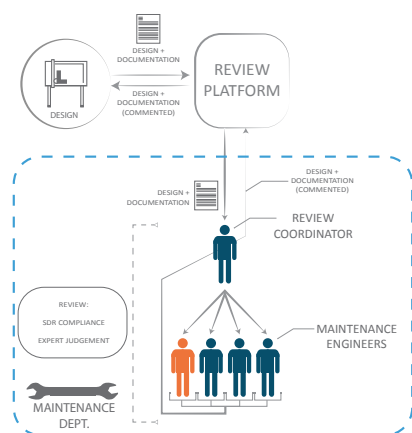 DESIGN +
DOCUMENTATION
DESIGN +
DOCUMENTATION
(COMMENTED)
DESIGN
REVIEW
PLATFORM
DESIGN +
DOCUMENTATION
DESIGN +
DOCUMENTATION
(COMMENTED)
REVIEW
COORDINATOR
REVIEW:
SDR COMPLIANCE
EXPERT JUDGEMENT
MAINTENANCE
ENGINEERS
MAINTENANCE
DEPT.